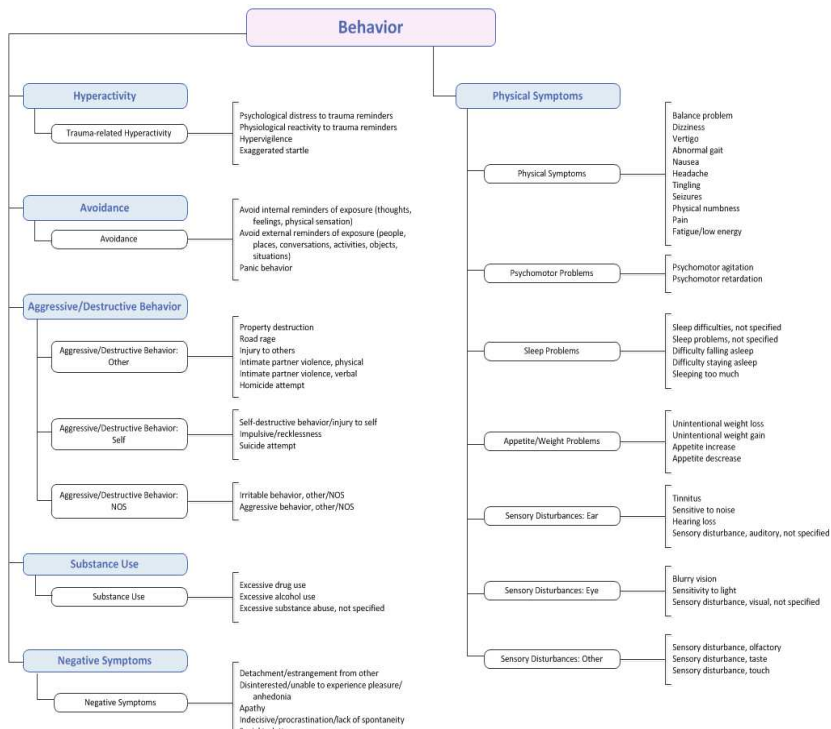 Behavior
Hyperactivity
Trauma-related Hyperactivity
Psychological distress to trauma reminders
Physiological reactivity to trauma reminders
Hypervigilence
Exaggerated startle
Avoidance
Avoidance
Avoid internal reminders of exposure (thoughts,
feelings, physical sensation)
Avoid external reminders of exposure (people,
places, conversations, activities, objects,
situations)
Panic behavior
Aggressive/Destructive Behavior
Aggressive/Destructive Behavior:
Other
Property destruction
Road rage
Injury to others
Intimate partner violence, physical
Intimate partner violence, verbal
Homicide attempt
Aggressive/Destructive Behavior:
Self
Self-destructive behavior/injury to self
Impulsive/recklessness
Suicide attempt
Aggressive/Destructive Behavior:
NOS
Irritable behavior, other/NOS
Aggressive behavior, other/NOS
Substance Use
Substance Use
Excessive drug use
Excessive alcohol use
Excessive substance abuse, not specified
Negative Symptoms
Negative Symptoms
Detachment/estrangement from other
Disinterested/unable to experience pleasure/
anhedonia
Apathy
Indecisive/procrastination/lack of spontaneity
Physical Symptoms
Physical Symptoms
Balance problem
Dizziness
Vertigo
Abnormal gait
Nausea
Headache
Tingling
Seizures
Physical numbness
Pain
Fatigue/low energy
Psychomotor Problems
Psychomotor agitation
Psychomotor retardation
Sleep Problems
Sleep difficulties, not specified
Sleep problems, not specified
Difficulty falling asleep
Difficulty staying asleep
Sleeping too much
Appetite/Weight Problems
Unintentional weight loss
Unintentional weight gain
Appetite increase
Appetite descrease
Sensory Disturbances: Ear
Tinnitus
Sensitive to noise
Hearing loss
Sensory disturbance, auditory, not specified
Sensory Disturbances: Eye
Blurry vision
Sensitivity to light
Sensory disturbance, visual, not specified
Sensory Disturbances: Other
Sensory disturbance, olfactory
Sensory disturbance, taste
Sensory disturbance, touch